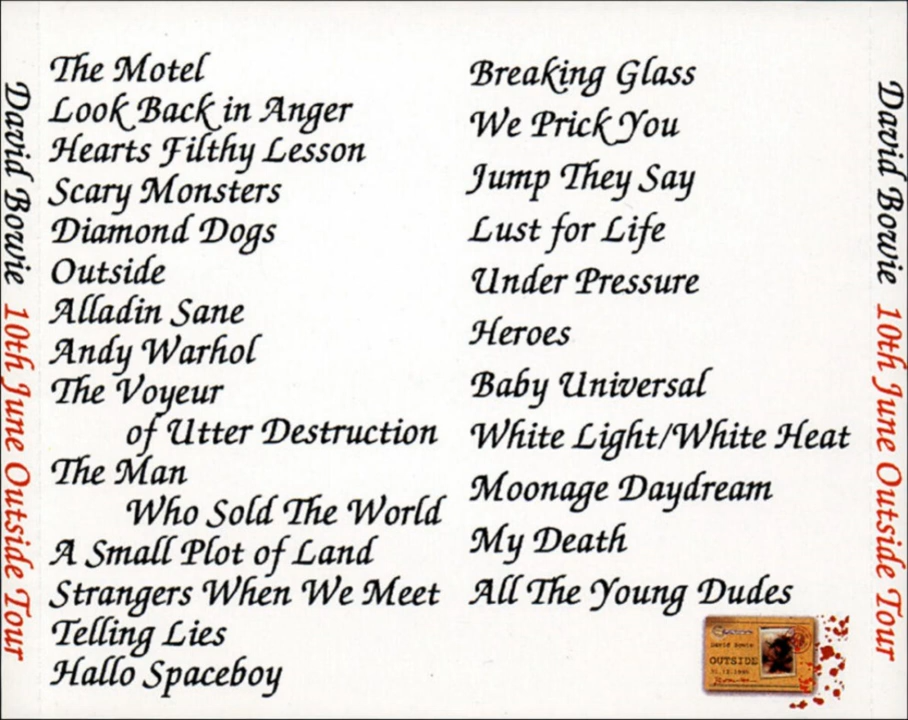 David Bowie 10th June Outside Tour
The Motel
Look Back in Anger
Hearts Filthy Lesson
Scary Monsters
Diamond Dogs
Outside
Alladin Sane
Andy Warhol
The Voyeur
of Utter Destruction
The Man
Who Sold The World
A Small Plot of Land
Strangers When We Meet
Telling Lies
Hallo Spaceboy
Breaking Glass
We Prick You
Jump They Say
Lust for Life
Under Pressure
Heroes
Baby Universal
White Light/White Heat
Moonage Daydream
My Death
All The Young Dudes
David Bowie
OUTSIDE
David Bowie 10th June Outside Tour